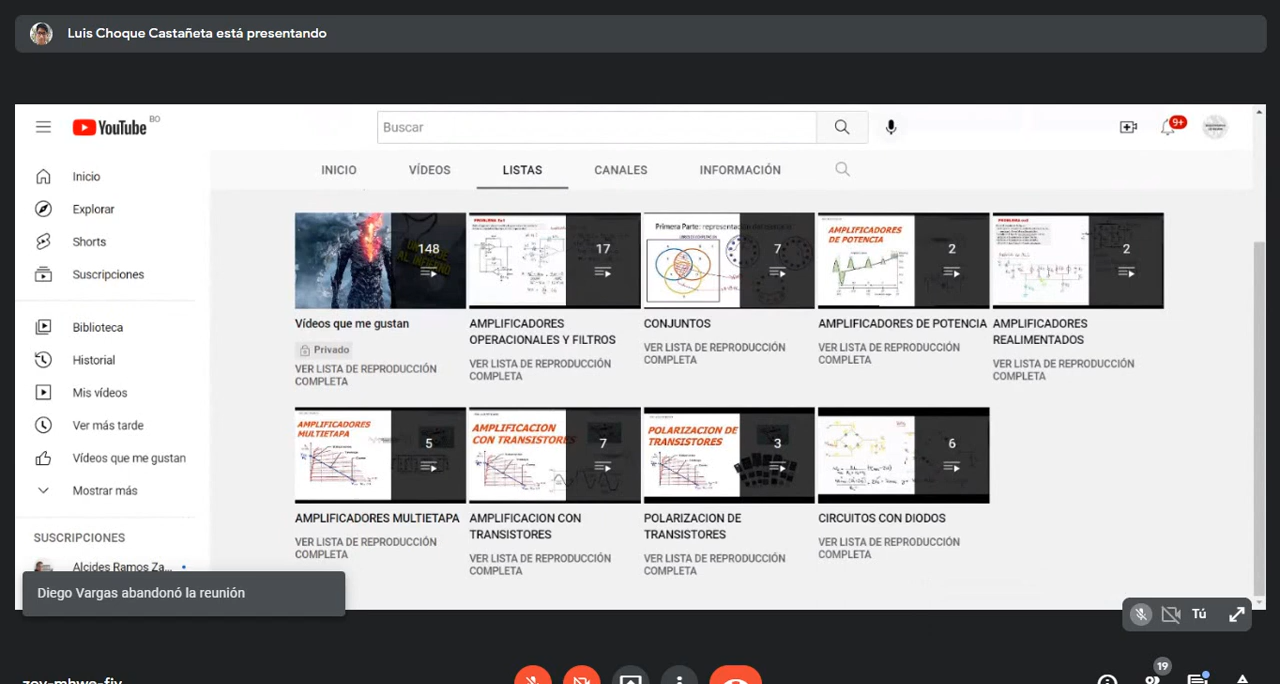 Luis Choque Castañeta está presentando
YouTube BO
Buscar
9+
INICIO VÍDEOS LISTAS CANALES INFORMACIÓN
Inicio
Explorar
Shorts
Suscripciones
Biblioteca
Historial
Mis vídeos
Ver más tarde
Vídeos que me gustan
Mostrar más
SUSCRIPCIONES
Alcides Ramos Za...
148
Vídeos que me gustan
Privado
VER LISTA DE REPRODUCCIÓN
COMPLETA
17
AMPLIFICADORES
OPERACIONALES Y FILTROS
VER LISTA DE REPRODUCCIÓN
COMPLETA
Primera Parte: representación
7
CONJUNTOS
VER LISTA DE REPRODUCCIÓN
COMPLETA
AMPLIFICADORES
DE POTENCIA
2
AMPLIFICADORES DE POTENCIA
VER LISTA DE REPRODUCCIÓN
COMPLETA
2
AMPLIFICADORES
REALIMENTADOS
VER LISTA DE REPRODUCCIÓN
COMPLETA
AMPLIFICADORES
MULTIETAPA
5
AMPLIFICADORES MULTIETAPA
VER LISTA DE REPRODUCCIÓN
COMPLETA
AMPLIFICACION
CON TRANSISTORES
7
AMPLIFICACION CON
TRANSISTORES
VER LISTA DE REPRODUCCIÓN
COMPLETA
POLARIZACION DE
TRANSISTORES
3
POLARIZACION DE
TRANSISTORES
VER LISTA DE REPRODUCCIÓN
COMPLETA
6
CIRCUITOS CON DIODOS
VER LISTA DE REPRODUCCIÓN
COMPLETA
Diego Vargas abandonó la reunión
Tú
19